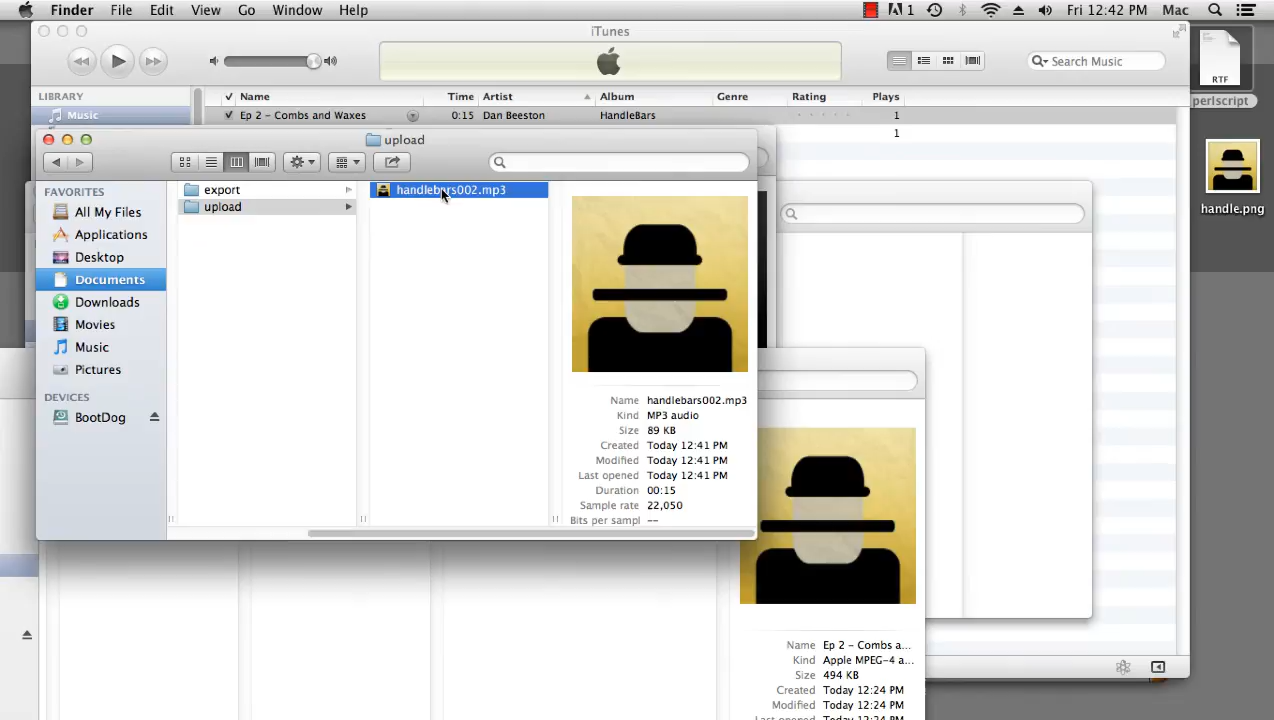 Finder File Edit View Go Window Help 1 Fri 12:42 PM Mac
iTunes
Search Music
RTF
perlscript
LIBRARY
Music
Name Time Artist Album Genre Rating Plays
Ep 2 - Combs and Waxes 0:15 Dan Beeston HandleBars 1
1
upload
FAVORITES
All My Files
Applications
Desktop
Documents
Downloads
Movies
Music
Pictures
DEVICES
BootDog
export
upload
handlebars002.mp3
Name handlebars002.mp3
Kind MP3 audio
Size 89 KB
Created Today 12:41 PM
Modified Today 12:41 PM
Last opened Today 12:41 PM
Duration 00:15
Sample rate 22,050
Bits per sampl --
handle.png
Name Ep 2 - Combs a...
Kind Apple MPEG-4 a...
Size 494 KB
Created Today 12:24 PM
Modified Today 12:24 PM